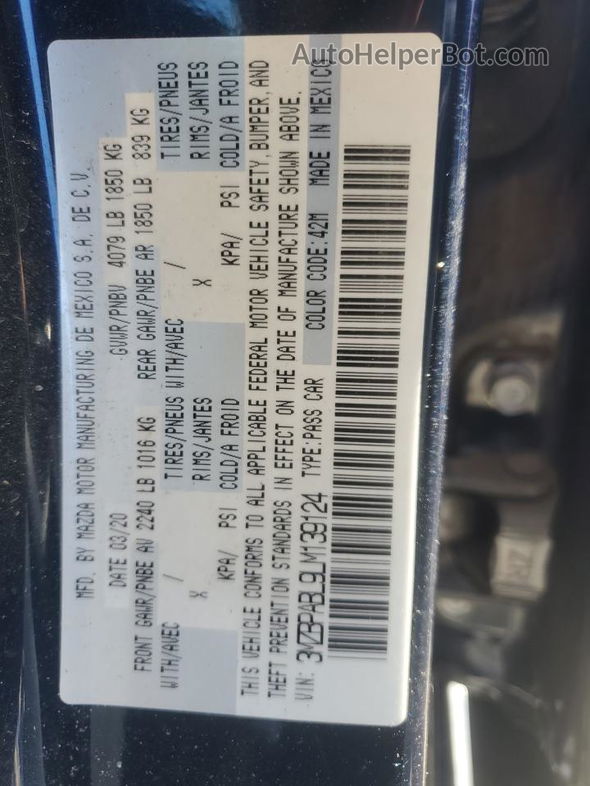 AutoHelperBot.com
MFD. BY MAZDA MOTOR MANUFACTURING DE MEXICO S.A. DE C.V.
DATE 03/20 GVWR/PNBV 4079 LB 1850 KG
FRONT GAWR/PNBE AV 2240 LB 1016 KG REAR GAWR/PNBE AR 1850 LB 839 KG
WITH/AVEC / TIRES/PNEUS WITH/AVEC / TIRES/PNEUS
X RIMS/JANTES X RIMS/JANTES
KPA/ PSI COLD/A FROID KPA/ PSI COLD/A FROID
THIS VEHICLE CONFORMS TO ALL APPLICABLE FEDERAL MOTOR VEHICLE SAFETY, BUMPER, AND
THEFT PREVENTION STANDARDS IN EFFECT ON THE DATE OF MANUFACTURE SHOWN ABOVE.
VIN: 3MZBPABL9LM139124 TYPE:PASS CAR COLOR CODE:42M MADE IN MEXICO